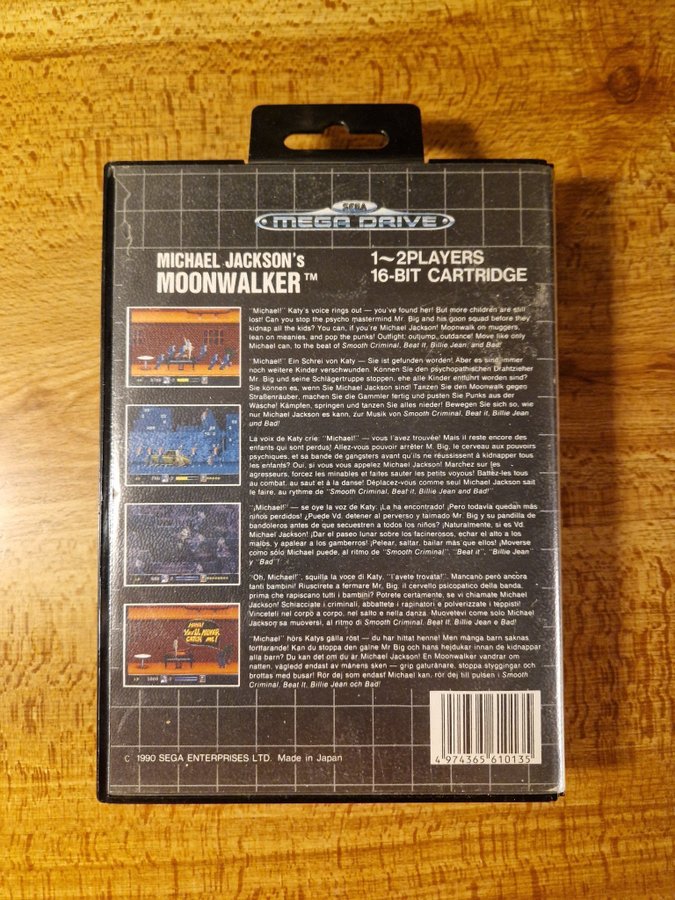 SEGA
MEGA DRIVE
MICHAEL JACKSON's
MOONWALKER™
1~2PLAYERS
16-BIT CARTRIDGE
"Michael!" Katy's voice rings out — you've found her! But more children are still
lost! Can you stop the psycho mastermind Mr. Big and his goon squad before they
kidnap all the kids? You can, if you're Michael Jackson! Moonwalk on muggers,
lean on meanies, and pop the punks! Outfight, outjump, outdance! Move like only
Michael can, to the beat of Smooth Criminal, Beat It, Billie Jean, and Bad!
"Michael!" Ein Schrei von Katy — Sie ist gefunden worden! Aber es sind immer
noch weitere Kinder verschwunden. Können Sie den psychopathischen Drahtzieher
Mr. Big und seine Schlägertruppe stoppen, ehe alle Kinder entführt worden sind?
Sie können es, wenn Sie Michael Jackson sind! Tanzen Sie den Moonwalk gegen
Straßenräuber, machen Sie die Gammler fertig und pusten Sie Punks aus der
Wäsche! Kämpfen, springen und tanzen Sie alles nieder! Bewegen Sie sich so, wie
nur Michael Jackson es kann, zur Musik von Smooth Criminal, Beat it, Billie Jean
und Bad!
La voix de Katy crie: "Michael!" — vous l'avez trouvée! Mais il reste encore des
enfants qui sont perdus! Allez-vous pouvoir arrêter M. Big, le cerveau aux pouvoirs
psychiques, et sa bande de gangsters avant qu'ils ne réussissent à kidnapper tous
les enfants? Oui, si vous vous appelez Michael Jackson! Marchez sur les
agresseurs, forcez les minables et faites sauter les petits voyous! Battez-les tous
au combat, au saut et à la danse! Déplacez-vous comme seul Michael Jackson sait
le faire, au rythme de "Smooth Criminal, Beat It, Billie Jean and Bad!"
"¡Michael!" — se oye la voz de Katy: ¡La ha encontrado! ¡Pero todavía quedan más
niños perdidos! ¿Puede Vd. detener al perverso y taimado Mr. Big y su pandilla de
bandoleros antes de que secuestren a todos los niños? ¡Naturalmente, si es Vd.
Michael Jackson! ¡Dar el paseo lunar sobre los facinerosos, echar el alto a los
malos, y apalear a los gamberros! ¡Pelear, saltar, bailar más que ellos! ¡Moverse
como sólo Michael puede, al ritmo de "Smooth Criminal", "Beat it", "Billie Jean"
y "Bad"!
"Oh, Michael!", squilla la voce di Katy. "l'avete trovata!". Mancano però ancora
tanti bambini! Riuscirete a fermare Mr. Big, il cervello psicopatico della banda,
prima che rapiscano tutti i bambini? Potrete certamente, se vi chiamate Michael
Jackson! Schiacciate i criminali, abbattete i rapinatori e polverizzate i teppisti!
Vinceteli nel corpo a corpo, nel salto e nella danza. Muovetevi come solo Michael
Jackson sa muoversi, al ritmo di Smooth Criminal, Beat It, Billie Jean e Bad!
"Michael" hörs Katys gälla röst — du har hittat henne! Men många barn saknas
fortfarande! Kan du stoppa den galne Mr Big och hans hejdukar innan de kidnappar
alla barn? Du kan det om du är Michael Jackson! En Moonwalker vandrar om
natten, vägledd endast av månens sken — grip gaturånare, stoppa styggingar och
brottas med busar! Rör dej som endast Michael kan, rör dej till pulsen i Smooth
Criminal, Beat It, Billie Jean och Bad!
HAHA!
YOU'LL NEVER
CATCH ME!
4 974365 610135
© 1990 SEGA ENTERPRISES LTD. Made in Japan